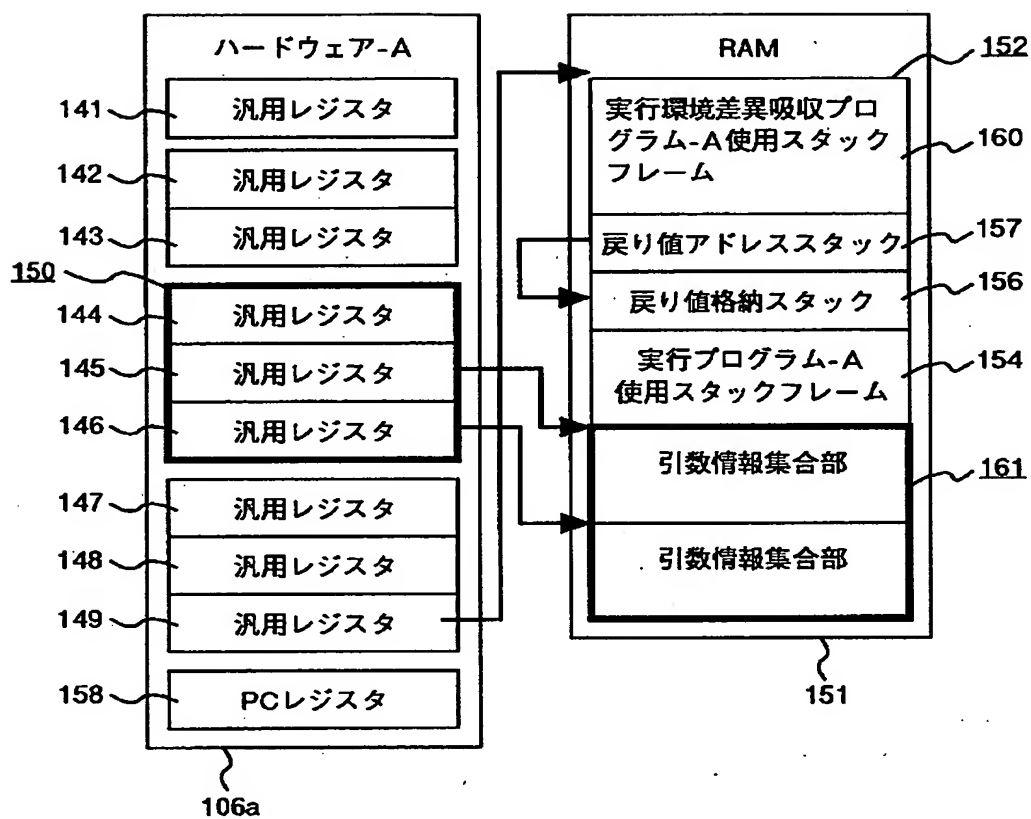 ハードウェア-A
141
汎用レジスタ
142
汎用レジスタ
143
汎用レジスタ
150
144
汎用レジスタ
145
汎用レジスタ
146
汎用レジスタ
147
汎用レジスタ
148
汎用レジスタ
149
汎用レジスタ
158
PCレジスタ
106a
RAM
152
実行環境差異吸収プロ
グラム-A使用スタック
フレーム
160
戻り値アドレススタック
157
戻り値格納スタック
156
実行プログラム-A
使用スタックフレーム
154
引数情報集合部
161
引数情報集合部
151